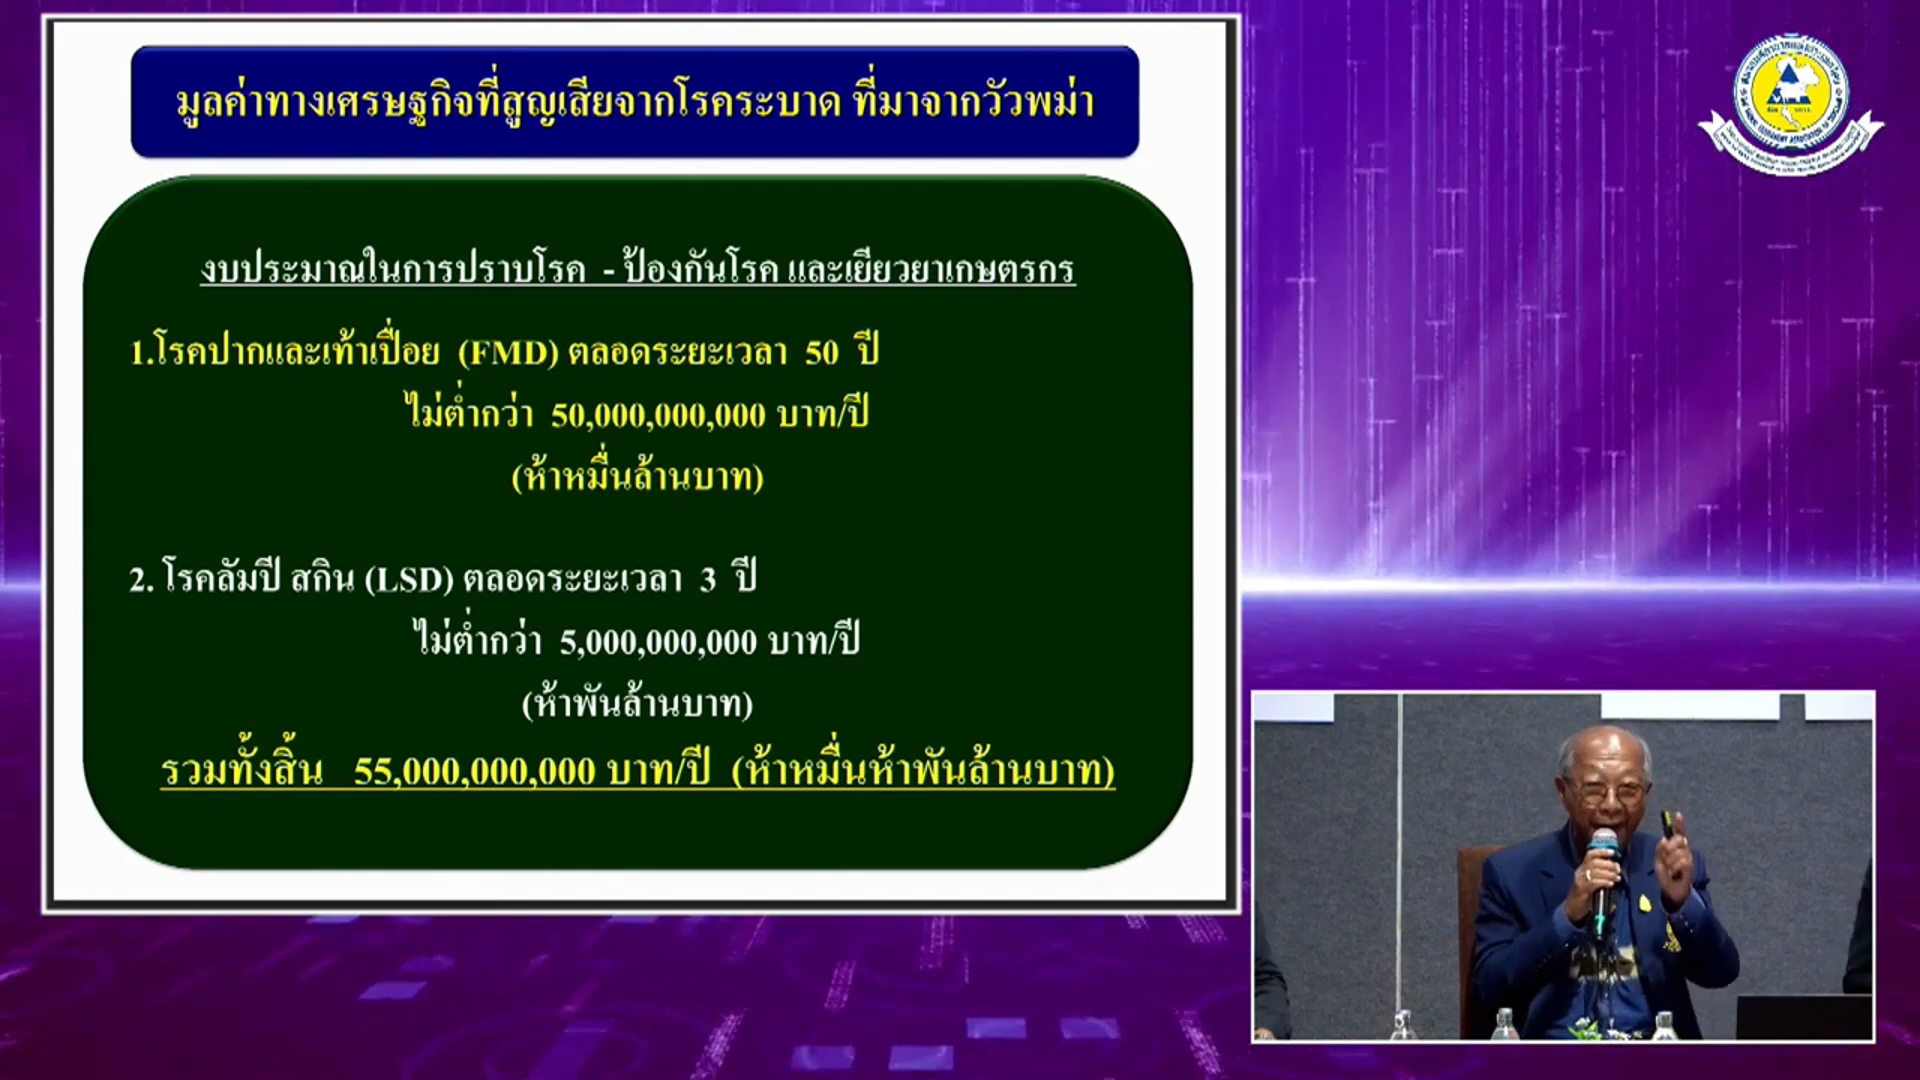 มูลค่าทางเศรษฐกิจที่สูญเสียจากโรคระบาด ที่มาจากวัวพม่า
งบประมาณในการปราบโรค - ป้องกันโรค และเยียวยาเกษตรกร
1.โรคปากและเท้าเปื่อย (FMD) ตลอดระยะเวลา 50 ปี
ไม่ต่ำกว่า 50,000,000,000 บาท/ปี
(ห้าหมื่นล้านบาท)
2. โรคลัมปี สกิน (LSD) ตลอดระยะเวลา 3 ปี
ไม่ต่ำกว่า 5,000,000,000 บาท/ปี
(ห้าพันล้านบาท)
รวมทั้งสิ้น 55,000,000,000 บาท/ปี (ห้าหมื่นห้าพันล้านบาท)